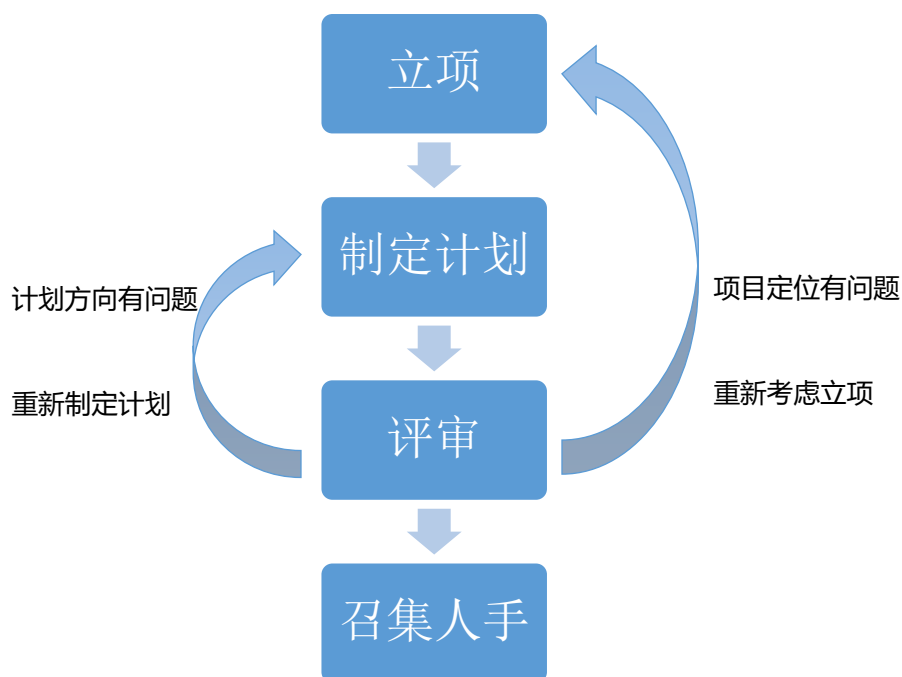 立项
制定计划
计划方向有问题
项目定位有问题
重新制定计划
重新考虑立项
评审
召集人手